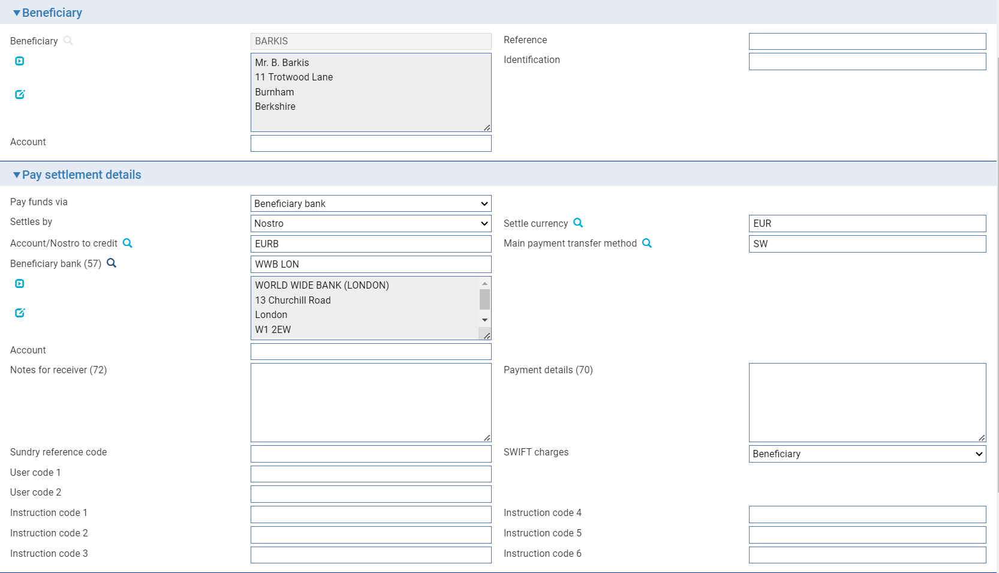 Beneficiary
Beneficiary
BARKIS
Reference
Mr. B. Barkis
11 Trotwood Lane
Burnham
Berkshire
Identification
Account
Pay settlement details
Pay funds via
Beneficiary bank
Settles by
Nostro
Settle currency
EUR
Account/Nostro to credit
EURB
Main payment transfer method
SW
Beneficiary bank (57)
WWB LON
WORLD WIDE BANK (LONDON)
13 Churchill Road
London
W1 2EW
Account
Notes for receiver (72)
Payment details (70)
Sundry reference code
SWIFT charges
Beneficiary
User code 1
User code 2
Instruction code 1
Instruction code 4
Instruction code 2
Instruction code 5
Instruction code 3
Instruction code 6